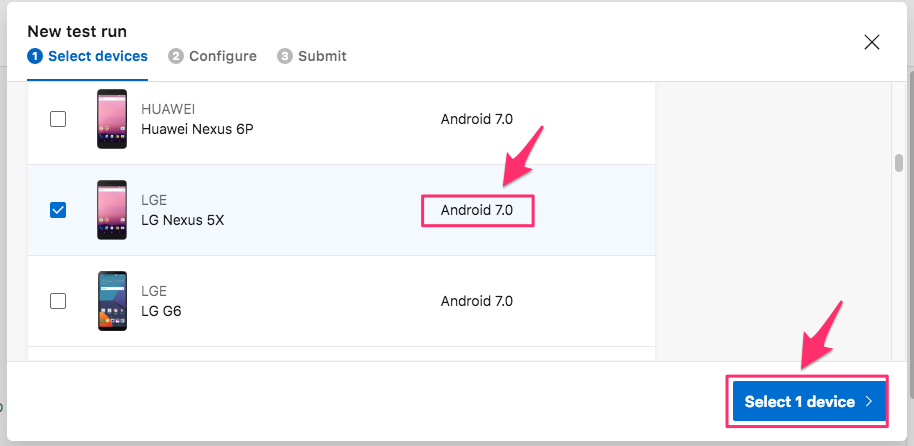 New test run
1 Select devices 2 Configure 3 Submit
HUAWEI
Huawei Nexus 6P
Android 7.0
LGE
LG Nexus 5X
Android 7.0
LGE
LG G6
Android 7.0
Select 1 device